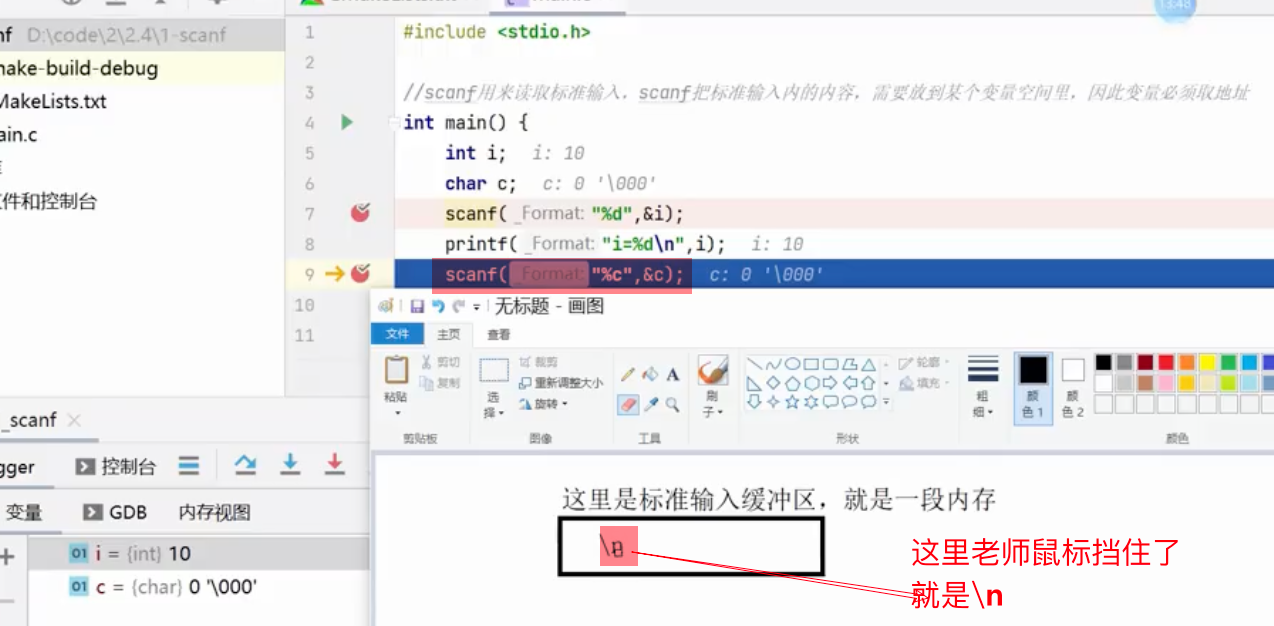 13:48
nf D:\code\2\2.4\1-scanf
make-build-debug
MakeLists.txt
ain.c
文件和控制台
1 #include <stdio.h>
2
3 //scanf用来读取标准输入，scanf把标准输入内的内容，需要放到某个变量空间里，因此变量必须取地址
4 int main() {
5 int i; i: 10
6 char c; c: 0 '\000'
7 scanf( _Format: "%d",&i);
8 printf( _Format: "i=%d\n",i); i: 10
9 scanf( _Format: "%c",&c); c: 0 '\000'
10
11
无标题 - 画图
文件 主页 查看
粘贴 剪切 复制
剪贴板
选择 裁剪 重新调整大小 旋转
图像
A
工具
刷子
轮廓 填充
形状
粗细
颜色 1
颜色 2
颜色
这里是标准输入缓冲区，就是一段内存
\n
这里老师鼠标挡住了
就是\n
_scanf
gger 控制台
变量 GDB 内存视图
01 i = {int} 10
01 c = {char} 0 '\000'